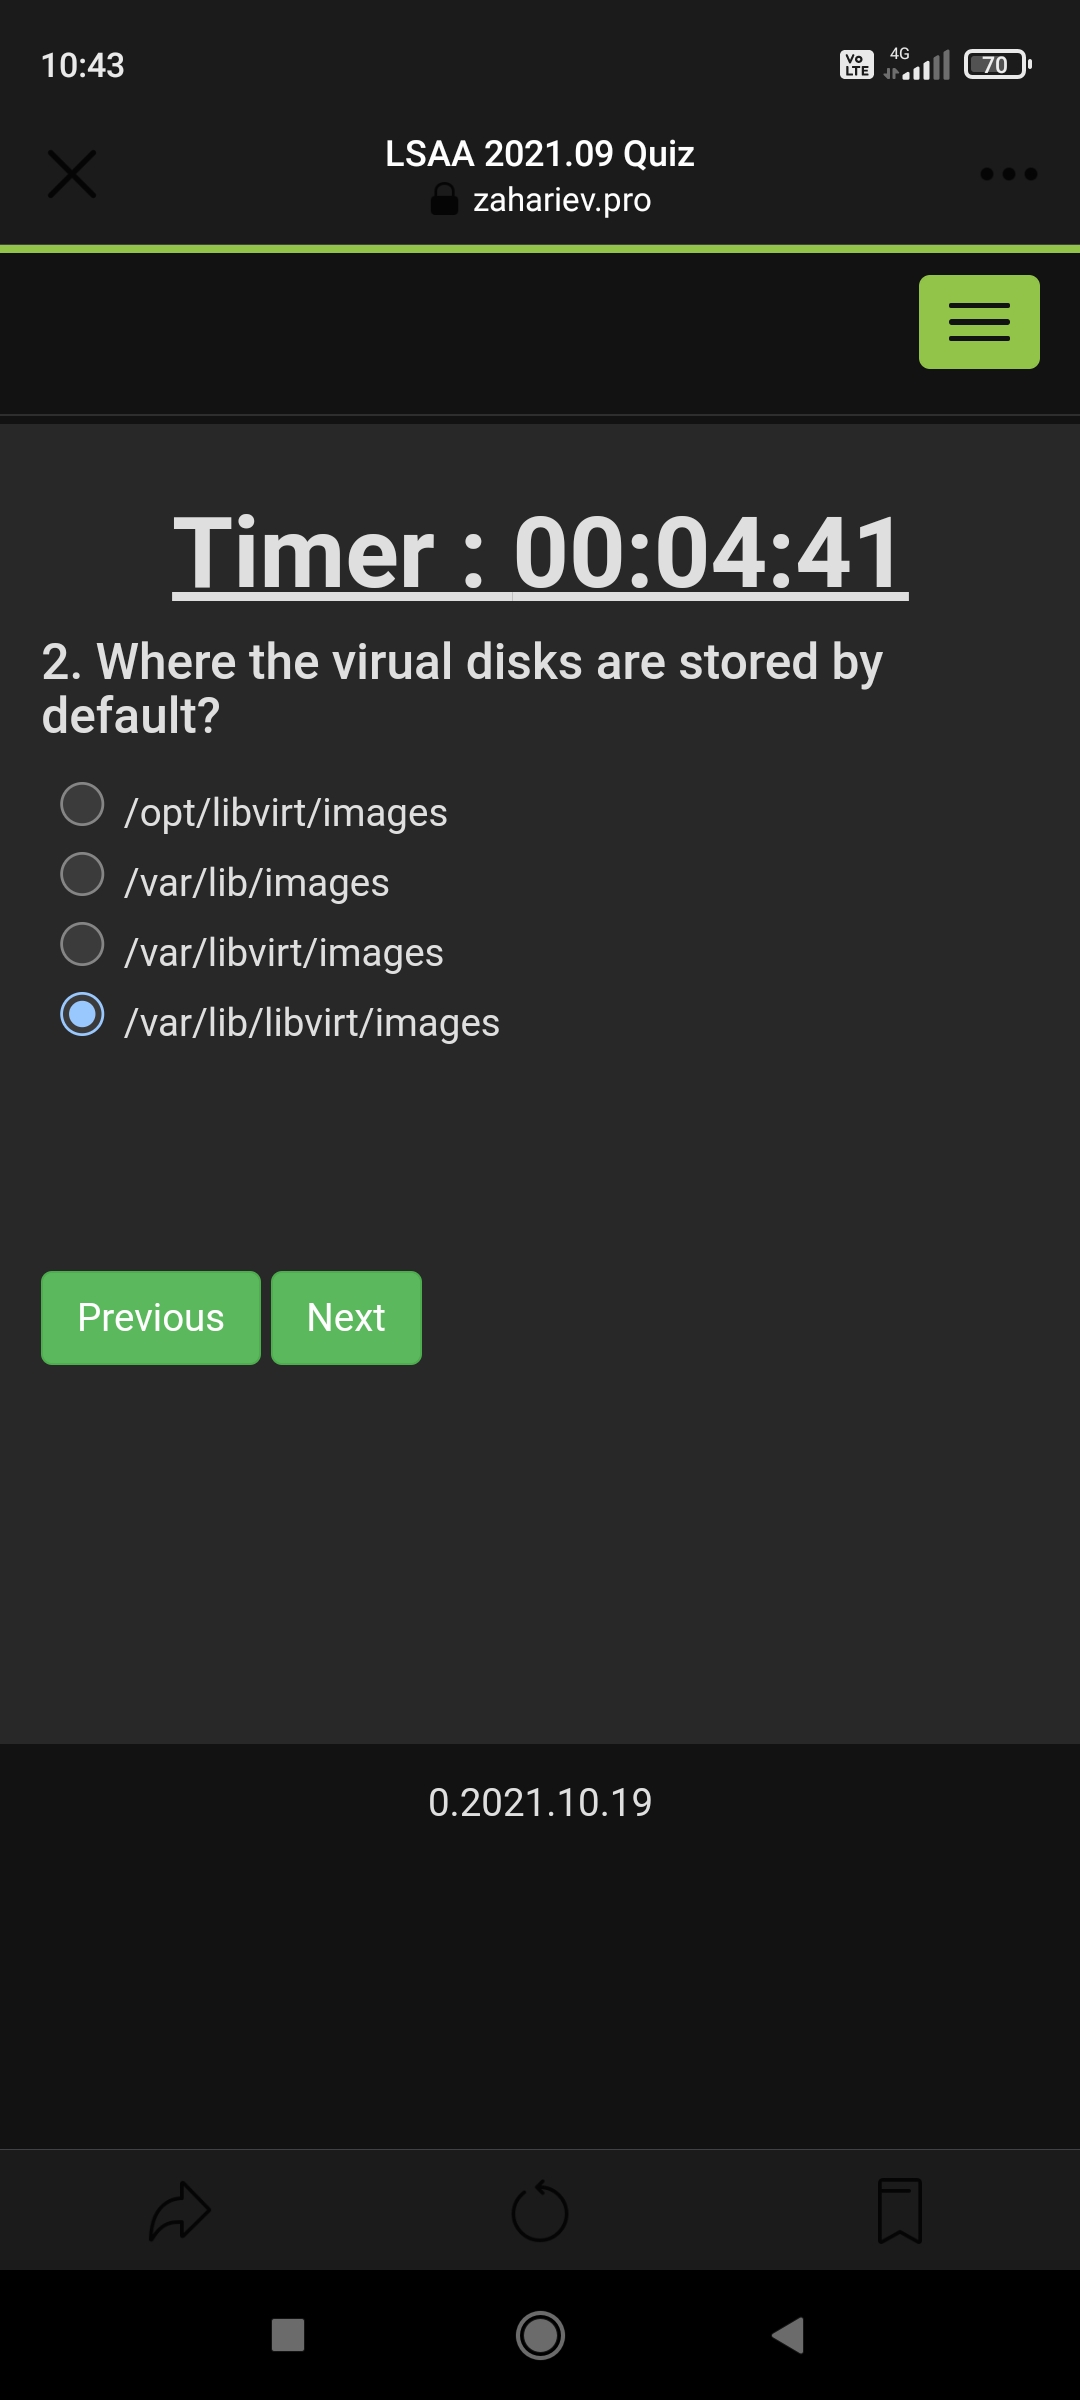 10:43
Vo LTE 4G 70
LSAA 2021.09 Quiz
zahariev.pro
Timer : 00:04:41
2. Where the virual disks are stored by
default?
/opt/libvirt/images
/var/lib/images
/var/libvirt/images
/var/lib/libvirt/images
Previous Next
0.2021.10.19